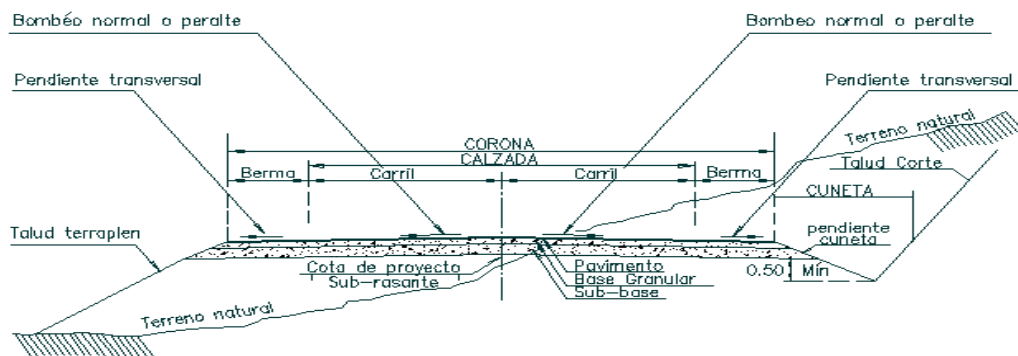 Bombéo normal o peralte
Bombeo normal o peralte
Pendiente transversal
Pendiente transversal
Terreno natural
CORONA
CALZADA
Talud Corte
Berma
Carril
Carril
Berma
CUNETA
Talud terraplen
pendiente
cuneta
Cota de proyecto
Pavimento
0.50
Mín
Sub-rasante
Base Granular
Sub-base
Terreno natural